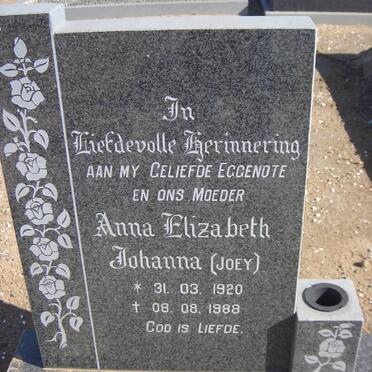 In
Liefdevolle Herinnering
AAN MY GELIEFDE EGGENOTE
EN ONS MOEDER
Anna Elizabeth
Johanna (JOEY)
* 31. 03. 1920
† 08. 08. 1988
GOD IS LIEFDE.